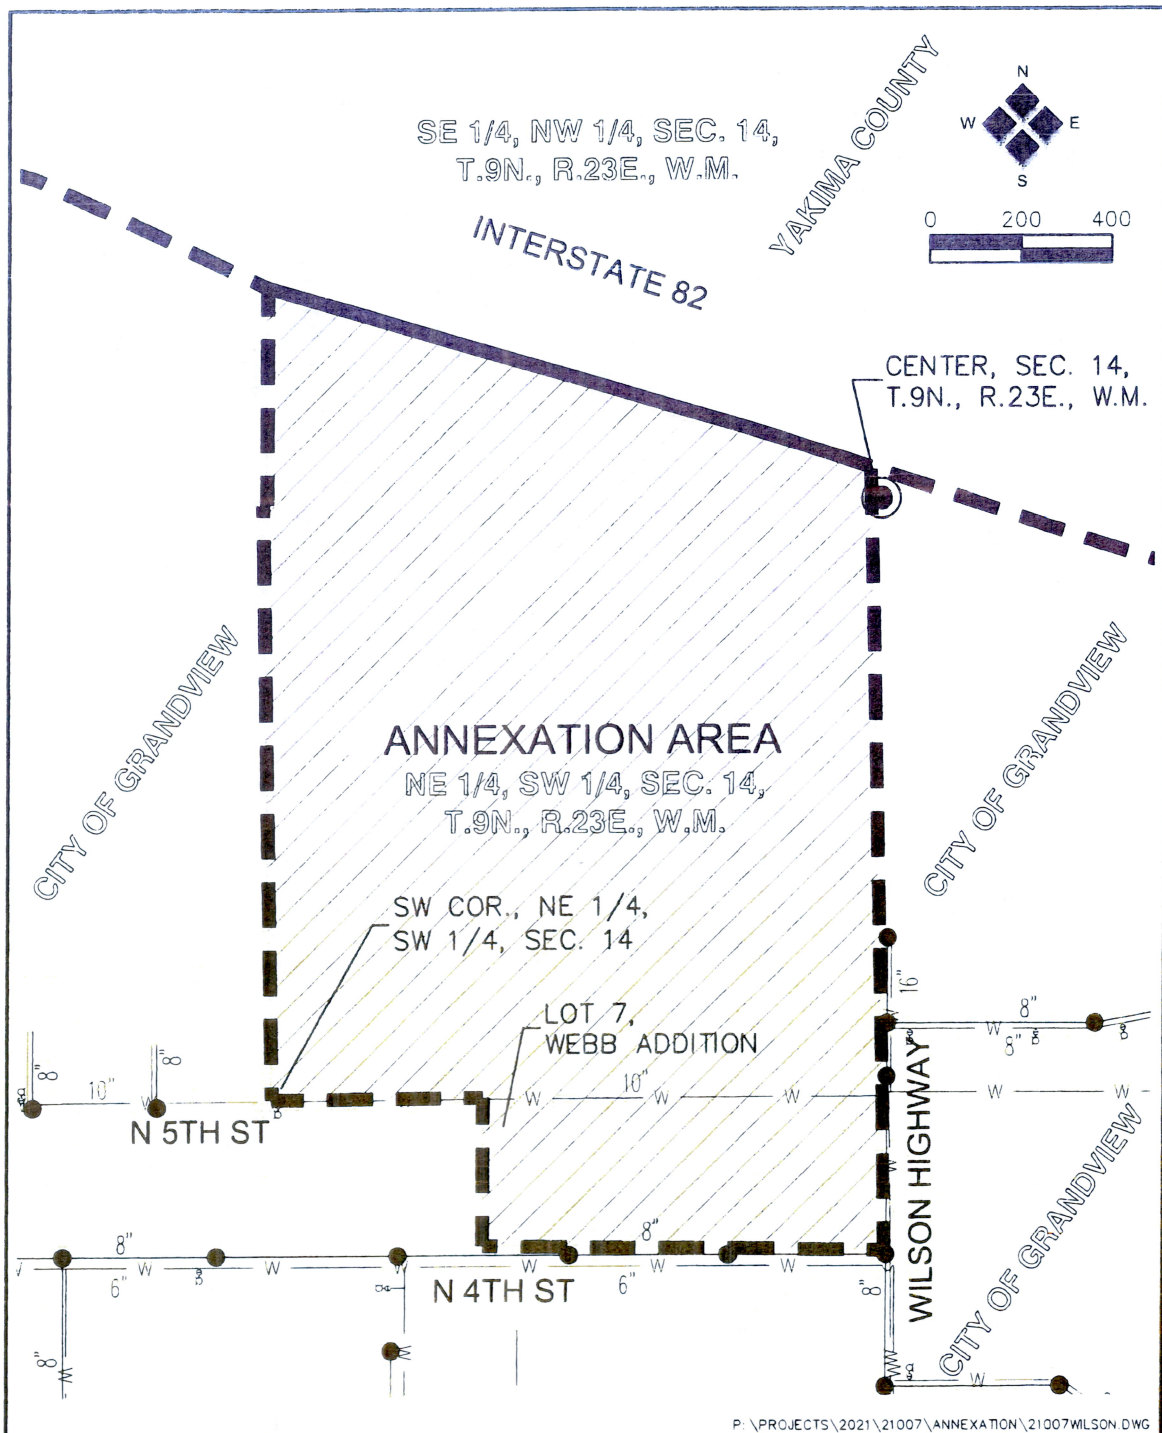 SE 1/4, NW 1/4, SEC. 14,
T.9N., R.23E., W.M.
YAKIMA COUNTY
N
W E
S
0 200 400
INTERSTATE 82
CENTER, SEC. 14,
T.9N., R.23E., W.M.
CITY OF GRANDVIEW
CITY OF GRANDVIEW
ANNEXATION AREA
NE 1/4, SW 1/4, SEC. 14,
T.9N., R.23E., W.M.
SW COR., NE 1/4,
SW 1/4, SEC. 14
16"
LOT 7,
WEBB ADDITION
8"
W W
8"
8"
8"
10"
W
10"
W W W W W
N 5TH ST
WILSON HIGHWAY
W
CITY OF GRANDVIEW
8"
8"
W W W W W W
6"
6"
N 4TH ST
8"
8"
W
W
W
W
P:\PROJECTS\2021\21007\ANNEXATION\21007WILSON.DWG